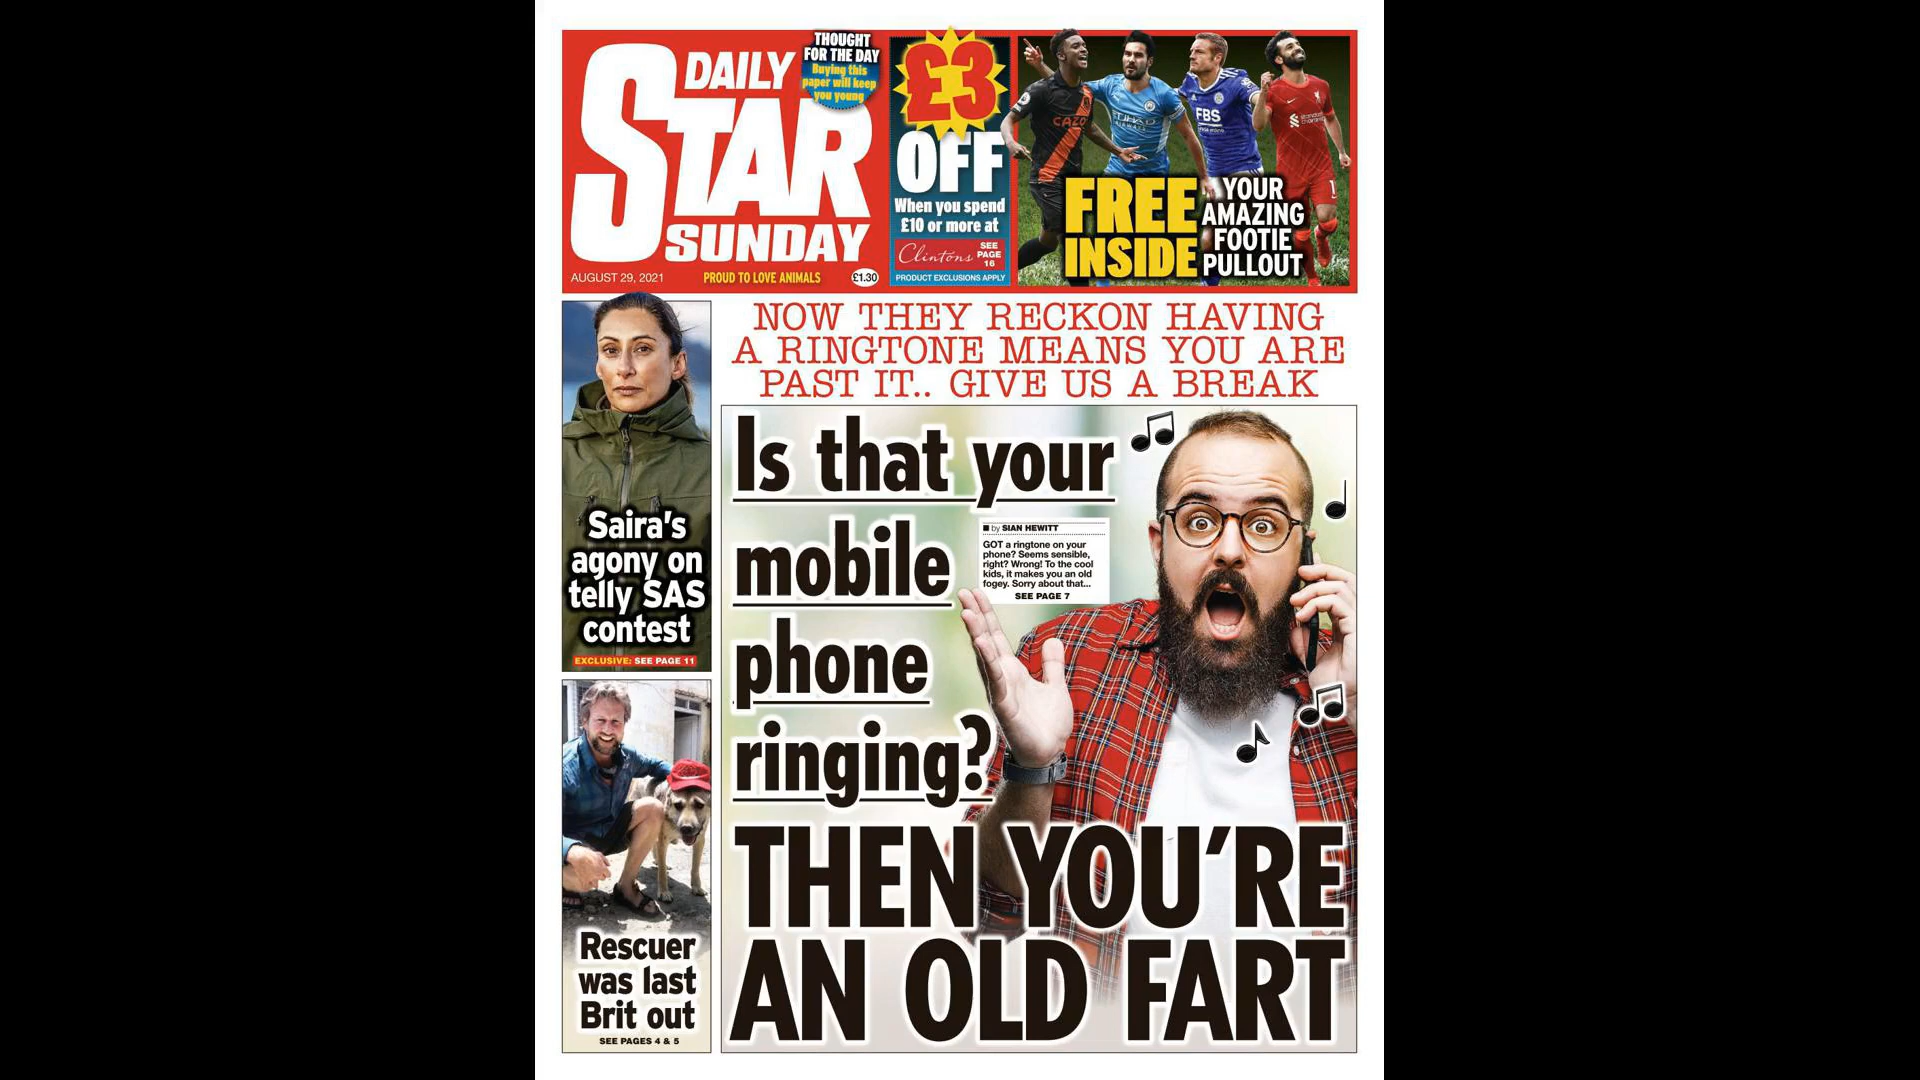 DAILY
STAR
SUNDAY
THOUGHT
FOR THE DAY
Buying this
paper will keep
you young
AUGUST 29, 2021
PROUD TO LOVE ANIMALS
£1.30
£3
OFF
When you spend
£10 or more at
Clintons
SEE
PAGE
16
PRODUCT EXCLUSIONS APPLY
CAZO
ETIHAD
AIRWAYS
FBS
FREE
INSIDE
YOUR
AMAZING
FOOTIE
PULLOUT
NOW THEY RECKON HAVING
A RINGTONE MEANS YOU ARE
PAST IT.. GIVE US A BREAK
Saira's
agony on
telly SAS
contest
EXCLUSIVE: SEE PAGE 11
Rescuer
was last
Brit out
SEE PAGES 4 & 5
Is that your
mobile
phone
ringing?
THEN YOU'RE
AN OLD FART
by SIAN HEWITT
GOT a ringtone on your
phone? Seems sensible,
right? Wrong! To the cool
kids, it makes you an old
fogey. Sorry about that...
SEE PAGE 7